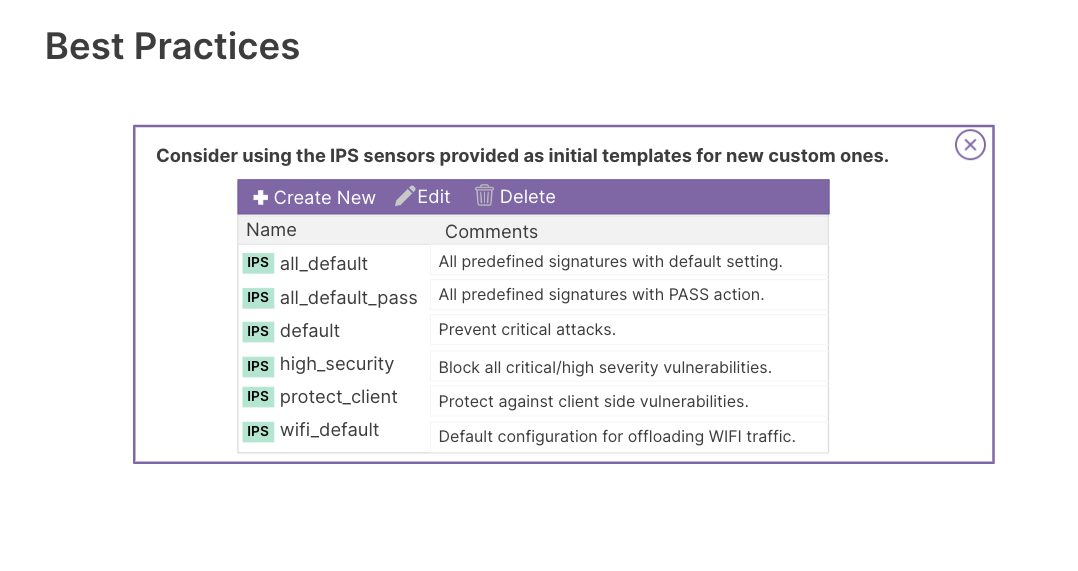 Best Practices
Consider using the IPS sensors provided as initial templates for new custom ones.
Create New Edit Delete
Name Comments
IPS all_default All predefined signatures with default setting.
IPS all_default_pass All predefined signatures with PASS action.
IPS default Prevent critical attacks.
IPS high_security Block all critical/high severity vulnerabilities.
IPS protect_client Protect against client side vulnerabilities.
IPS wifi_default Default configuration for offloading WIFI traffic.